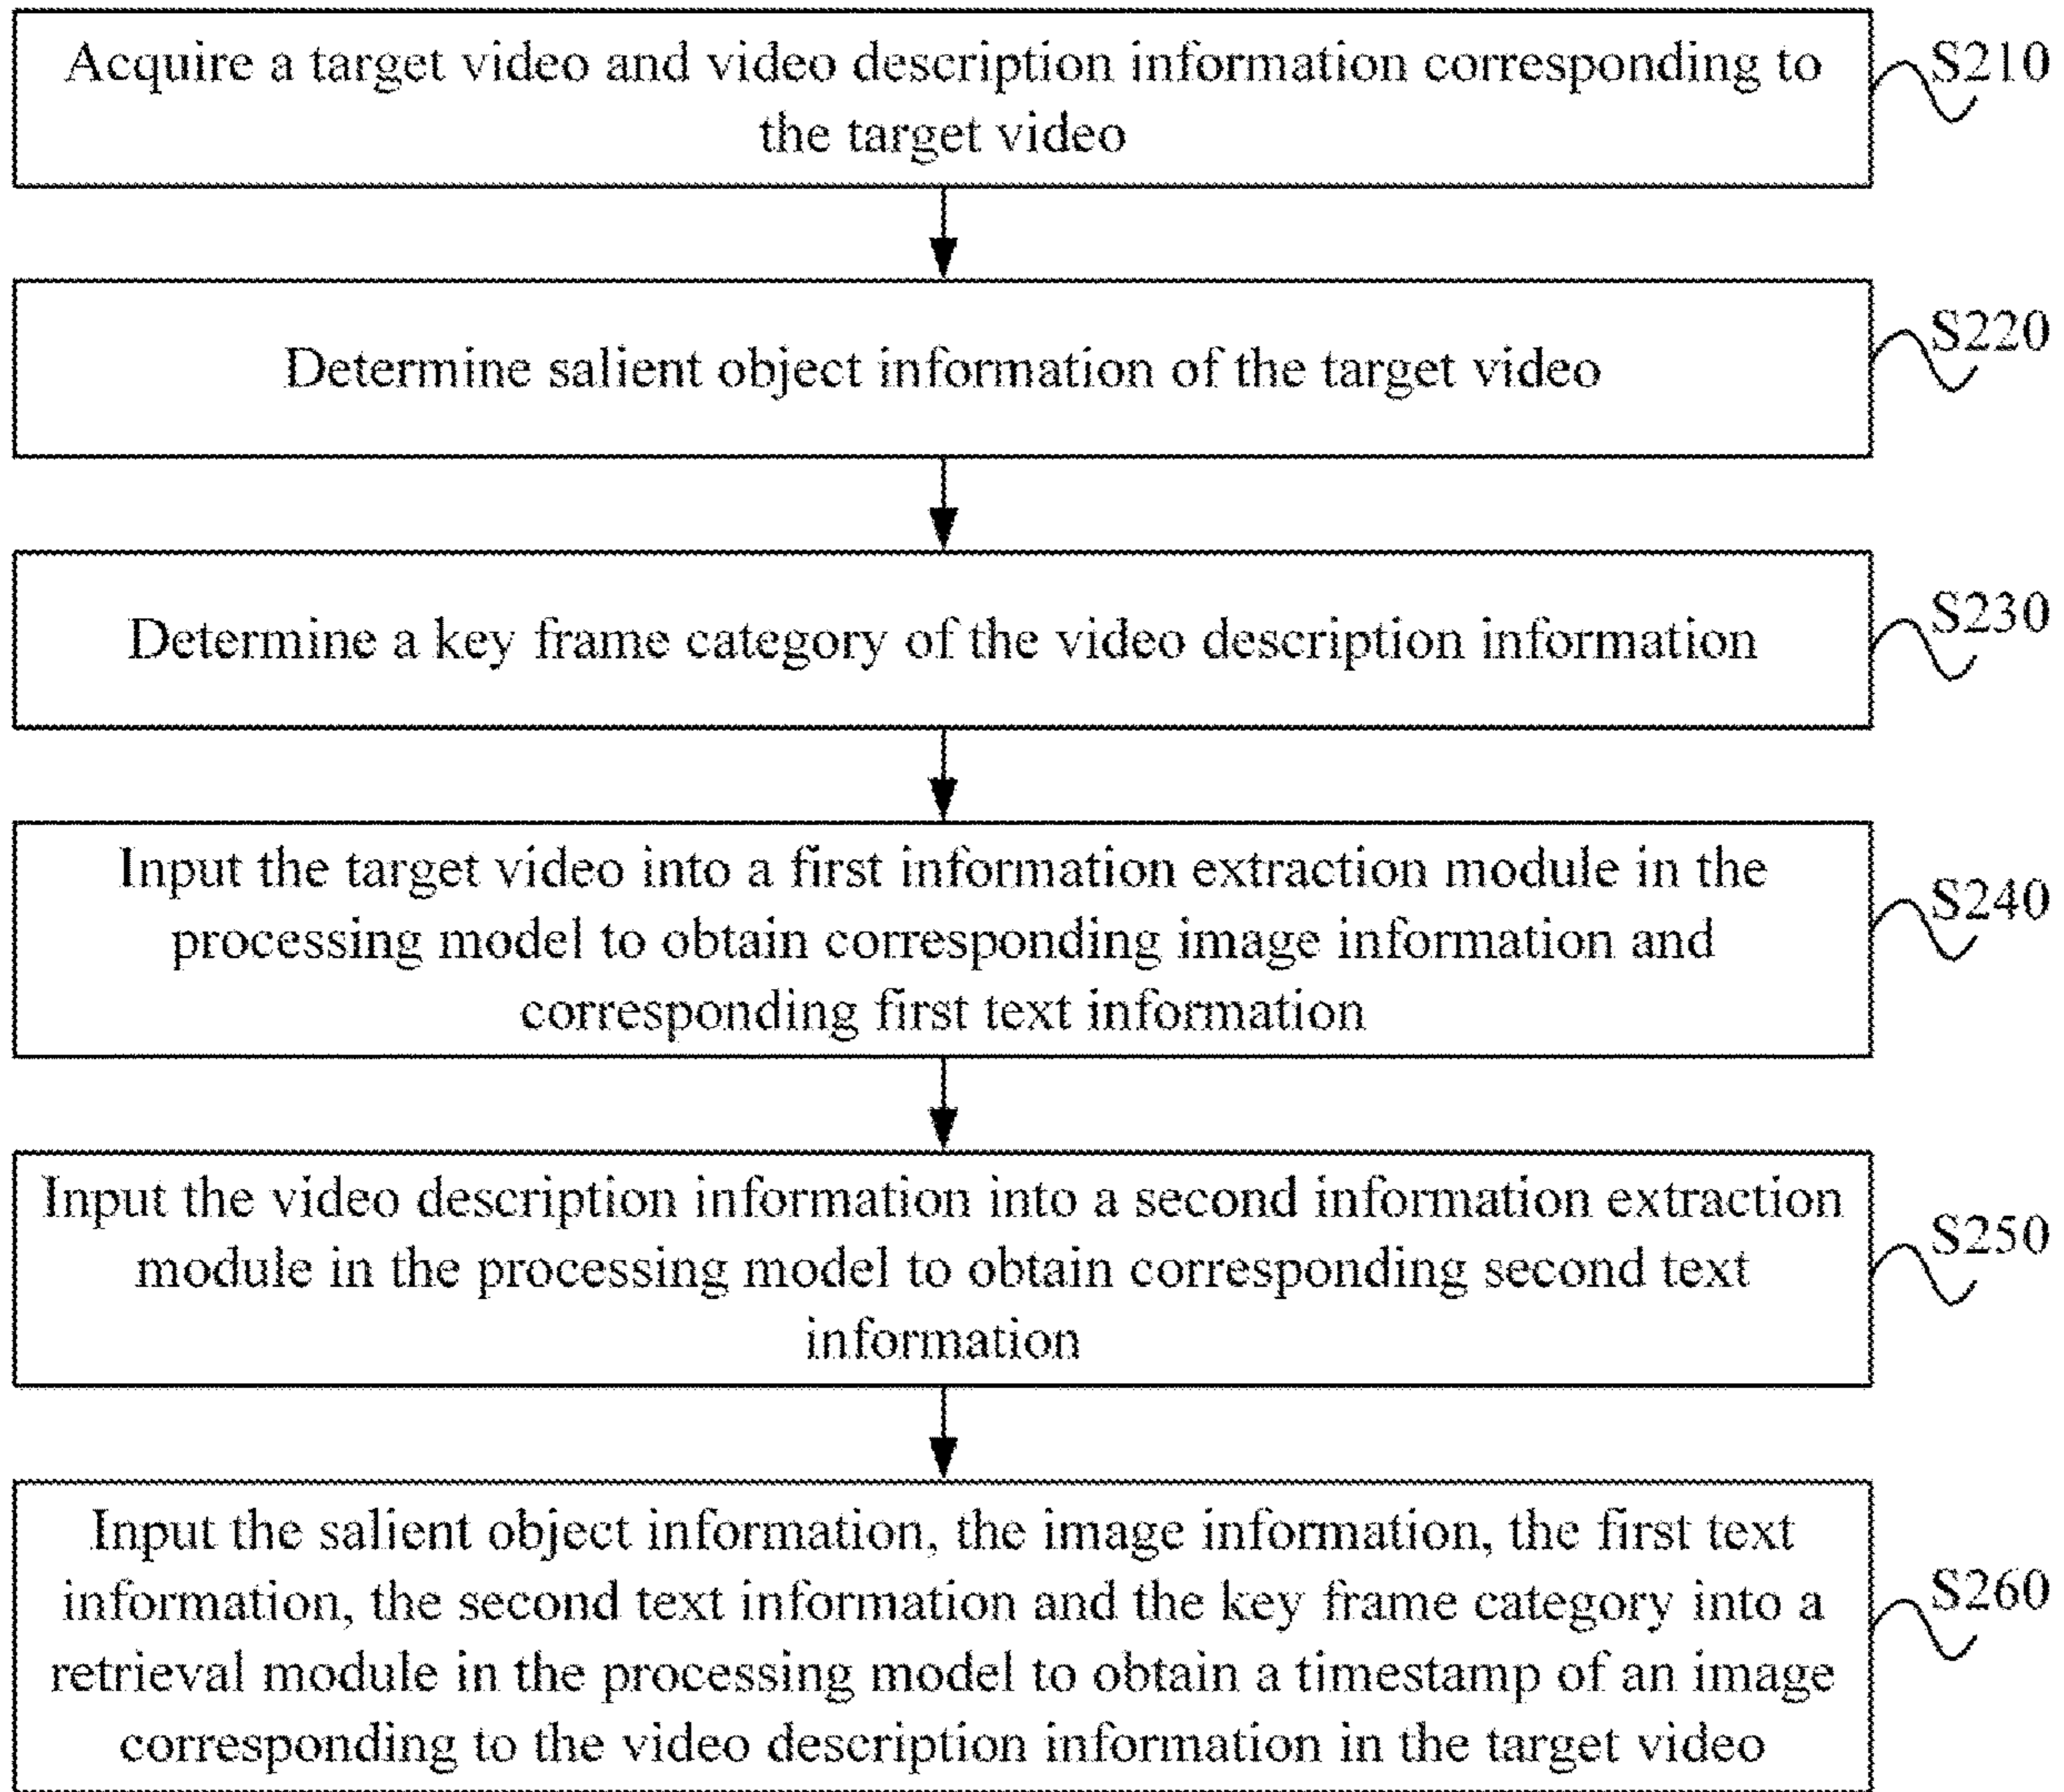 Acquire a target video and video description information corresponding to
the target video
S210
Determine salient object information of the target video
S220
Determine a key frame category of the video description information
S230
Input the target video into a first information extraction module in the
processing model to obtain corresponding image information and
corresponding first text information
S240
Input the video description information into a second information extraction
module in the processing model to obtain corresponding second text
information
S250
Input the salient object information, the image information, the first text
information, the second text information and the key frame category into a
retrieval module in the processing model to obtain a timestamp of an image
corresponding to the video description information in the target video
S260